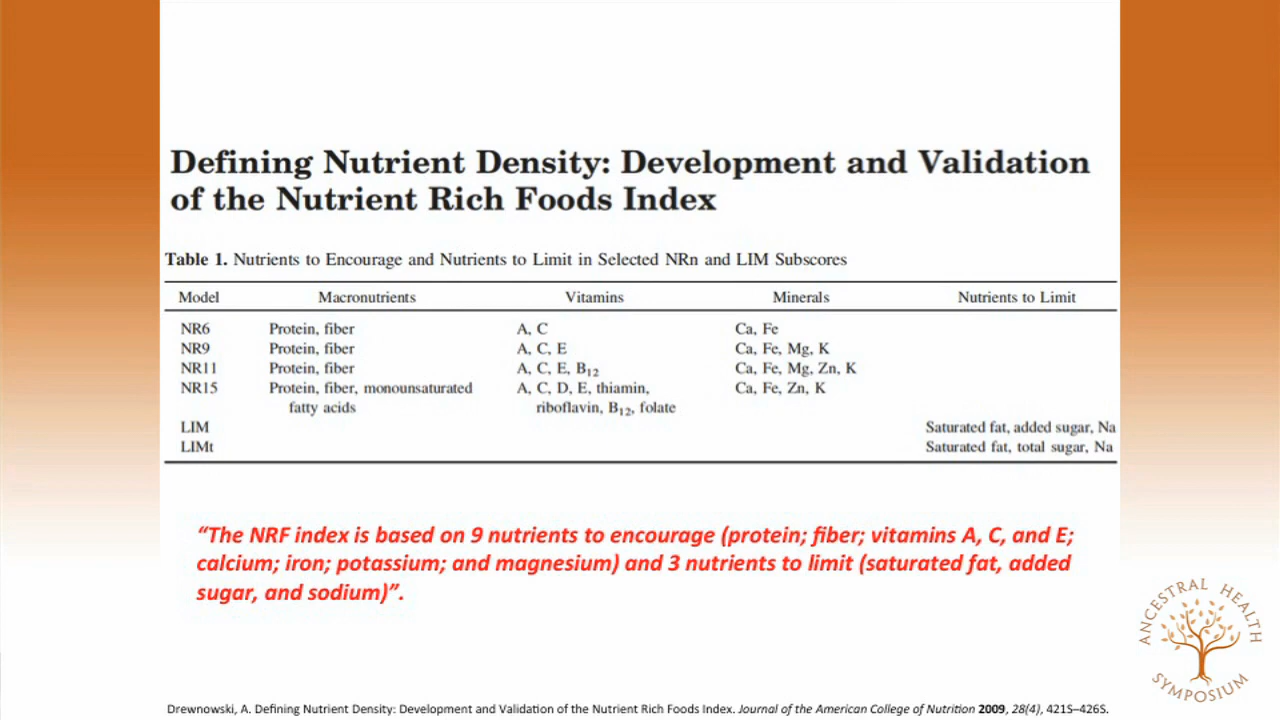 Defining Nutrient Density: Development and Validation
of the Nutrient Rich Foods Index
Table 1. Nutrients to Encourage and Nutrients to Limit in Selected NRn and LIM Subscores
Model Macronutrients Vitamins Minerals Nutrients to Limit
NR6 Protein, fiber A, C Ca, Fe
NR9 Protein, fiber A, C, E Ca, Fe, Mg, K
NR11 Protein, fiber A, C, E, B₁₂ Ca, Fe, Mg, Zn, K
NR15 Protein, fiber, monounsaturated A, C, D, E, thiamin, Ca, Fe, Zn, K
fatty acids riboflavin, B₁₂, folate
LIM Saturated fat, added sugar, Na
LIMt Saturated fat, total sugar, Na
“The NRF index is based on 9 nutrients to encourage (protein; fiber; vitamins A, C, and E;
calcium; iron; potassium; and magnesium) and 3 nutrients to limit (saturated fat, added
sugar, and sodium)”.
ANCESTRAL HEALTH
SYMPOSIUM
Drewnowski, A. Defining Nutrient Density: Development and Validation of the Nutrient Rich Foods Index. Journal of the American College of Nutrition 2009, 28(4), 421S–426S.